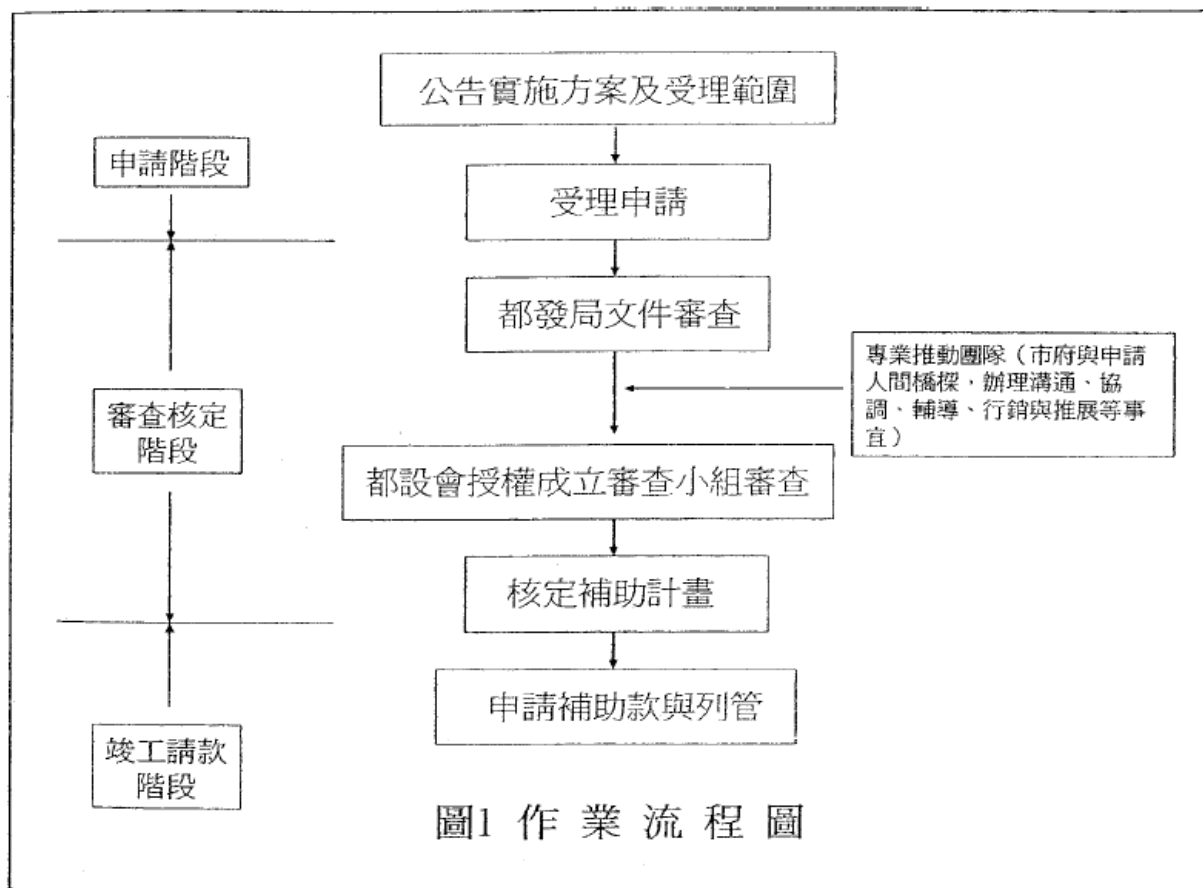 公告實施方案及受理範圍
申請階段
受理申請
都發局文件審查
專業推動團隊（市府與申請
人間橋樑，辦理溝通、協
調、輔導、行銷與推展等事
宜）
審查核定
階段
都設會授權成立審查小組審查
核定補助計畫
申請補助款與列管
竣工請款
階段
圖1 作業流程圖